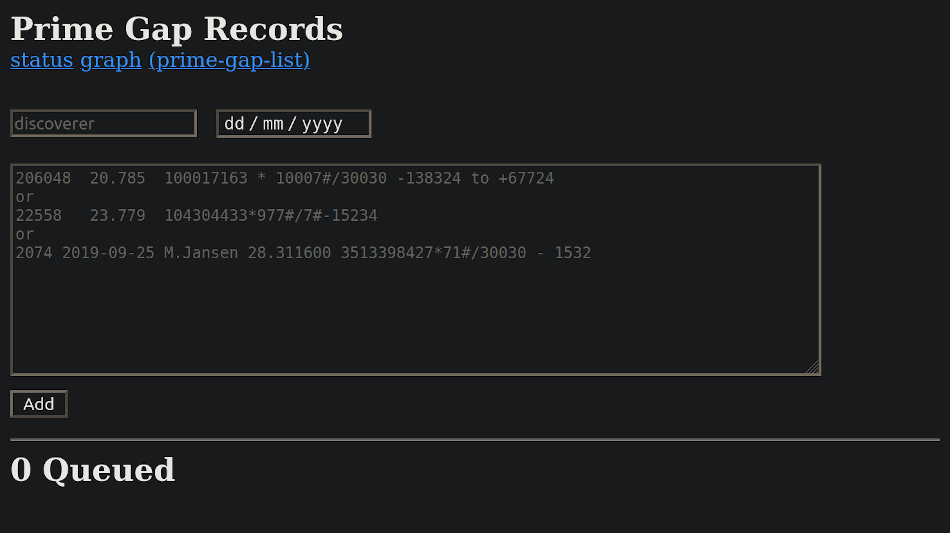 Prime Gap Records
status graph (prime-gap-list)
discoverer dd / mm / yyyy
206048  20.785  100017163 * 10007#/30030 -138324 to +67724
or
22558   23.779  104304433*977#/7#-15234
or
2074 2019-09-25 M.Jansen 28.311600 3513398427*71#/30030 - 1532
Add
0 Queued